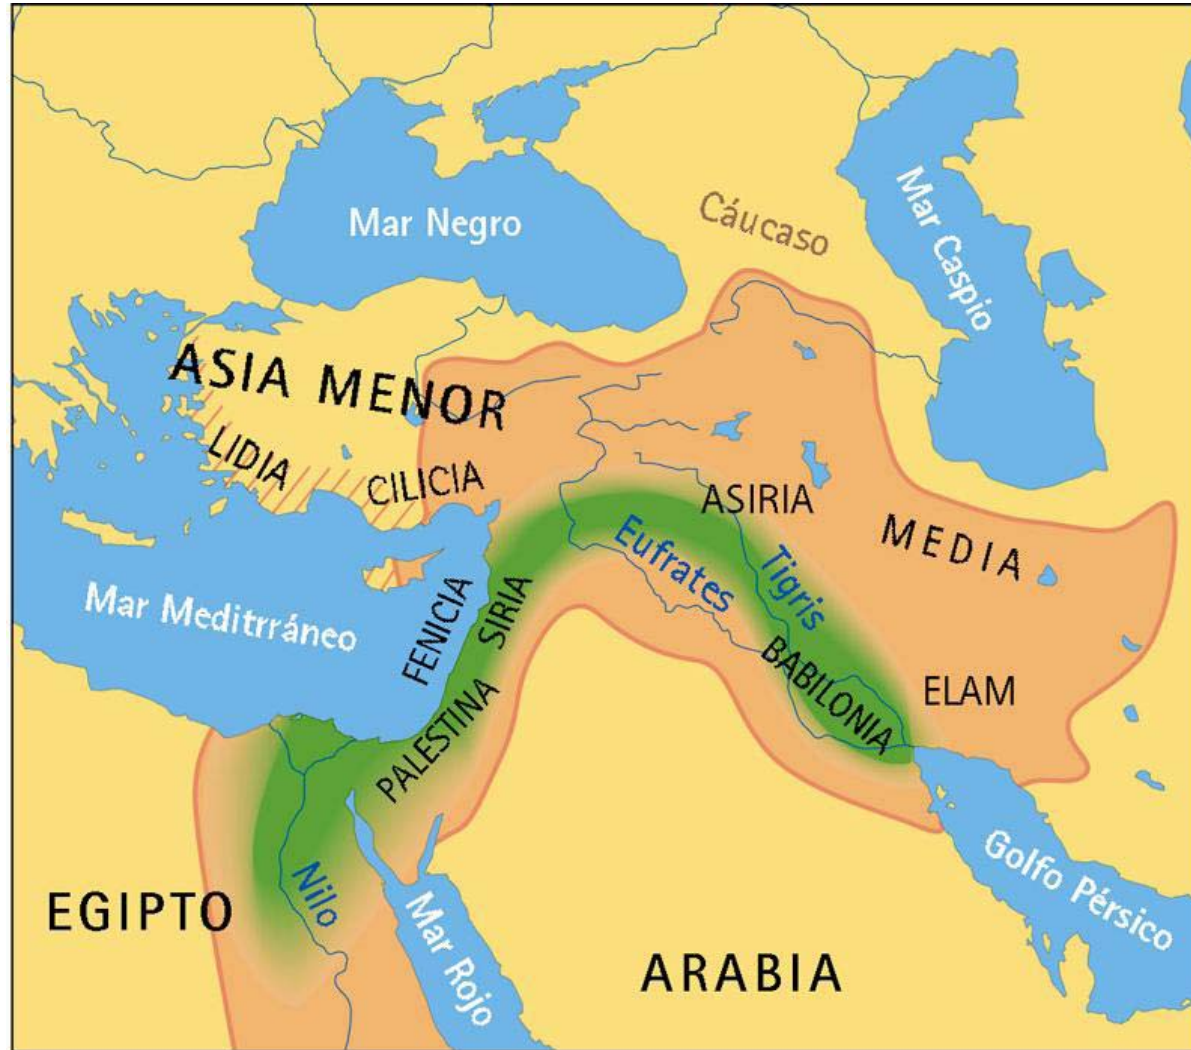 Mar Negro
Cáucaso
Mar Caspio
ASIA MENOR
LIDIA
CILICIA
ASIRIA
MEDIA
Eufrates
Tigris
Mar Meditrráneo
FENICIA
SIRIA
BABILONIA
ELAM
PALESTINA
Nilo
EGIPTO
Mar Rojo
ARABIA
Golfo Pérsico